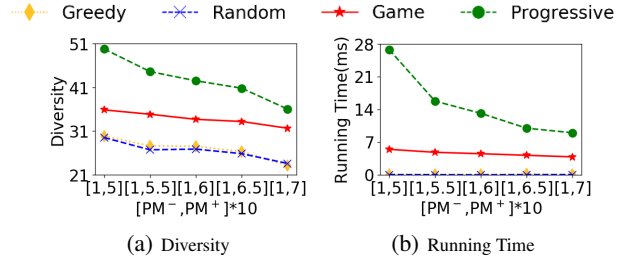 Greedy Random Game Progressive
51
41
31
21
Diversity
[1,5][1,5.5][1,6][1,6.5][1,7]
[PM⁻,PM⁺]*10
(a) Diversity
28
21
14
7
0
Running Time(ms)
[1,5][1,5.5][1,6][1,6.5][1,7]
[PM⁻,PM⁺]*10
(b) Running Time